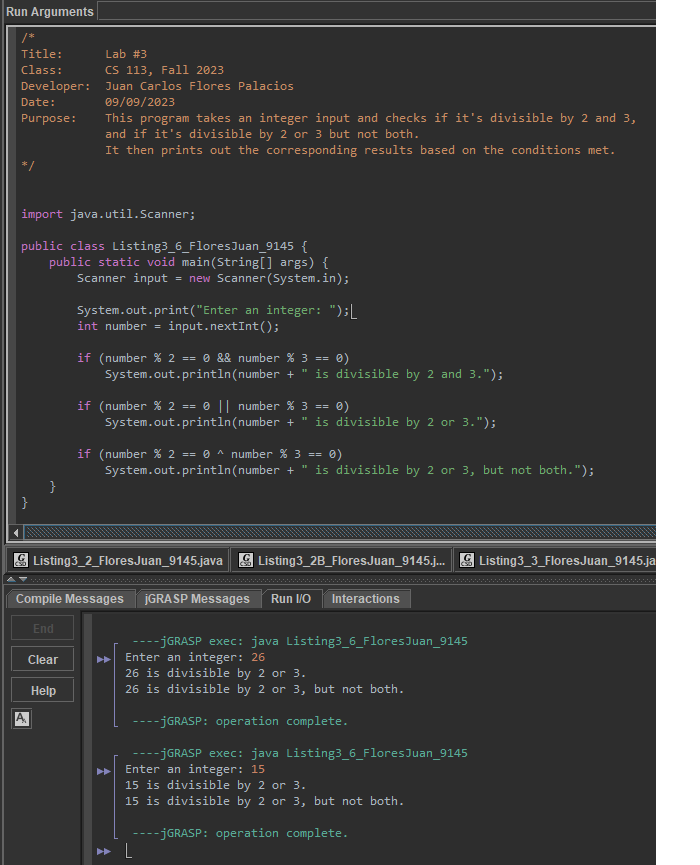 Run Arguments
/*
Title:      Lab #3
Class:      CS 113, Fall 2023
Developer:  Juan Carlos Flores Palacios
Date:       09/09/2023
Purpose:    This program takes an integer input and checks if it's divisible by 2 and 3,
            and if it's divisible by 2 or 3 but not both.
            It then prints out the corresponding results based on the conditions met.
*/
import java.util.Scanner;
public class Listing3_6_FloresJuan_9145 {
    public static void main(String[] args) {
        Scanner input = new Scanner(System.in);
        System.out.print("Enter an integer: ");
        int number = input.nextInt();
        if (number % 2 == 0 && number % 3 == 0)
            System.out.println(number + " is divisible by 2 and 3.");
        if (number % 2 == 0 || number % 3 == 0)
            System.out.println(number + " is divisible by 2 or 3.");
        if (number % 2 == 0 ^ number % 3 == 0)
            System.out.println(number + " is divisible by 2 or 3, but not both.");
    }
}
Listing3_2_FloresJuan_9145.java Listing3_2B_FloresJuan_9145.j... Listing3_3_FloresJuan_9145.ja
Compile Messages jGRASP Messages Run I/O Interactions
End
Clear
Help
----jGRASP exec: java Listing3_6_FloresJuan_9145
Enter an integer: 26
26 is divisible by 2 or 3.
26 is divisible by 2 or 3, but not both.
----jGRASP: operation complete.
----jGRASP exec: java Listing3_6_FloresJuan_9145
Enter an integer: 15
15 is divisible by 2 or 3.
15 is divisible by 2 or 3, but not both.
----jGRASP: operation complete.